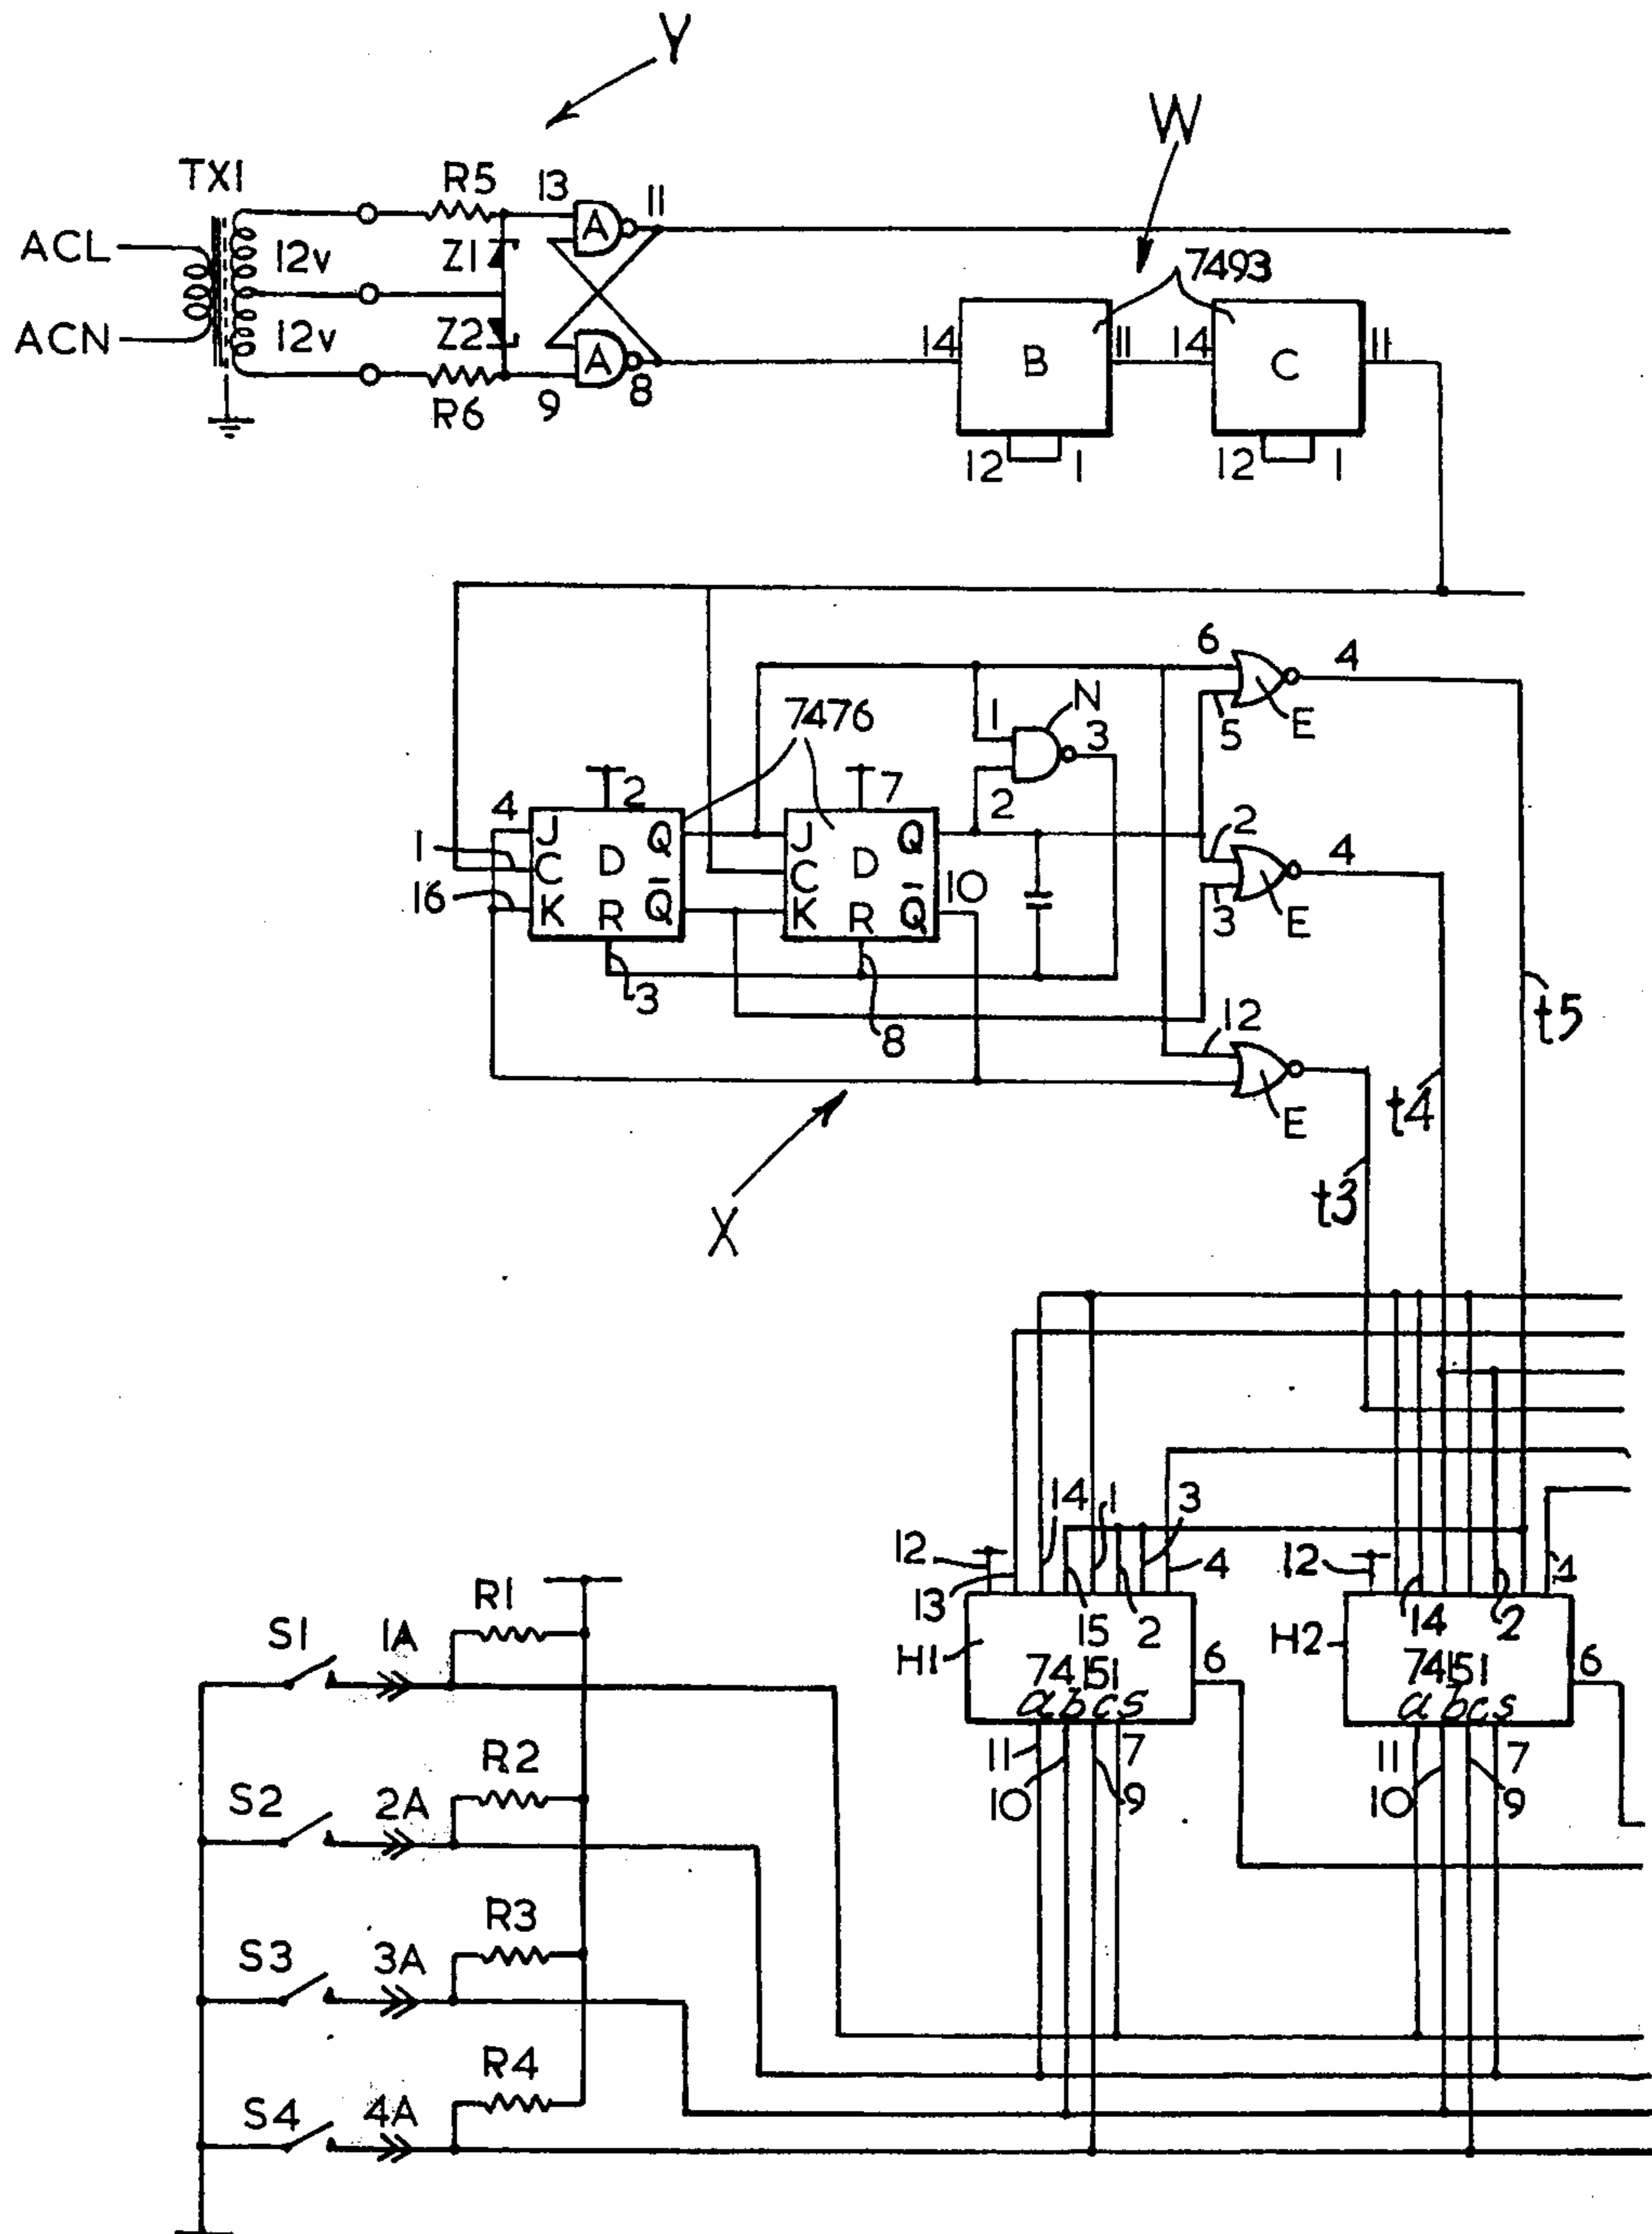 Y
W
TX1
R5
13
11
A
ACL
12v
Z1
7493
ACN
12v
Z2
14
B
11
14
C
11
A
R6
9
8
12
1
12
1
6
4
7476
1
N
3
5
E
4
2
7
2
2
4
J
Q
J
Q
1
C
D
C
D
10
16
K
R
Q̅
K
R
Q̅
3
E
3
8
12
t5
E
t4
t3
X
14
1
3
12
4
12
4
13
R1
S1
1A
15
2
14
2
H1
6
H2
6
74151
74151
a b c s
a b c s
11
7
11
7
R2
10
9
10
9
S2
2A
R3
S3
3A
R4
S4
4A